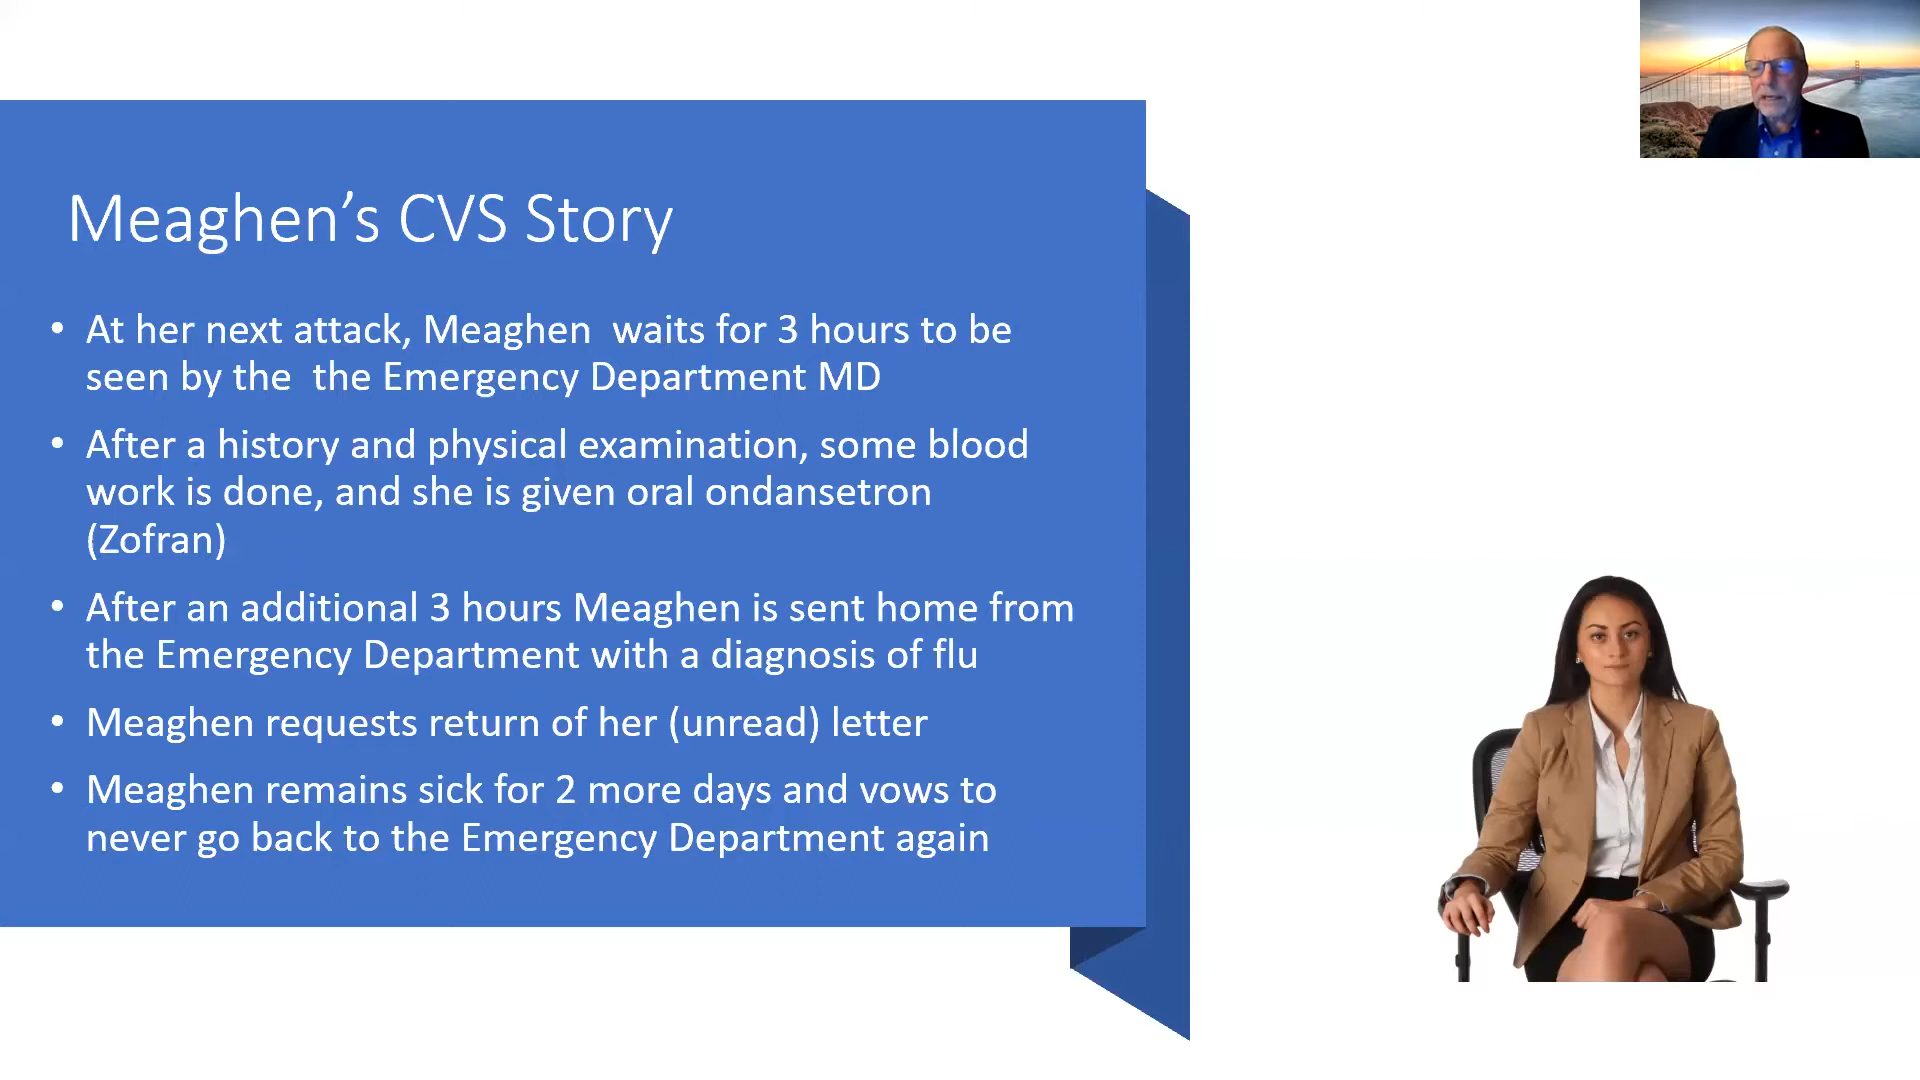 Meaghen’s CVS Story
• At her next attack, Meaghen  waits for 3 hours to be
seen by the  the Emergency Department MD
• After a history and physical examination, some blood
work is done, and she is given oral ondansetron
(Zofran)
• After an additional 3 hours Meaghen is sent home from
the Emergency Department with a diagnosis of flu
• Meaghen requests return of her (unread) letter
• Meaghen remains sick for 2 more days and vows to
never go back to the Emergency Department again